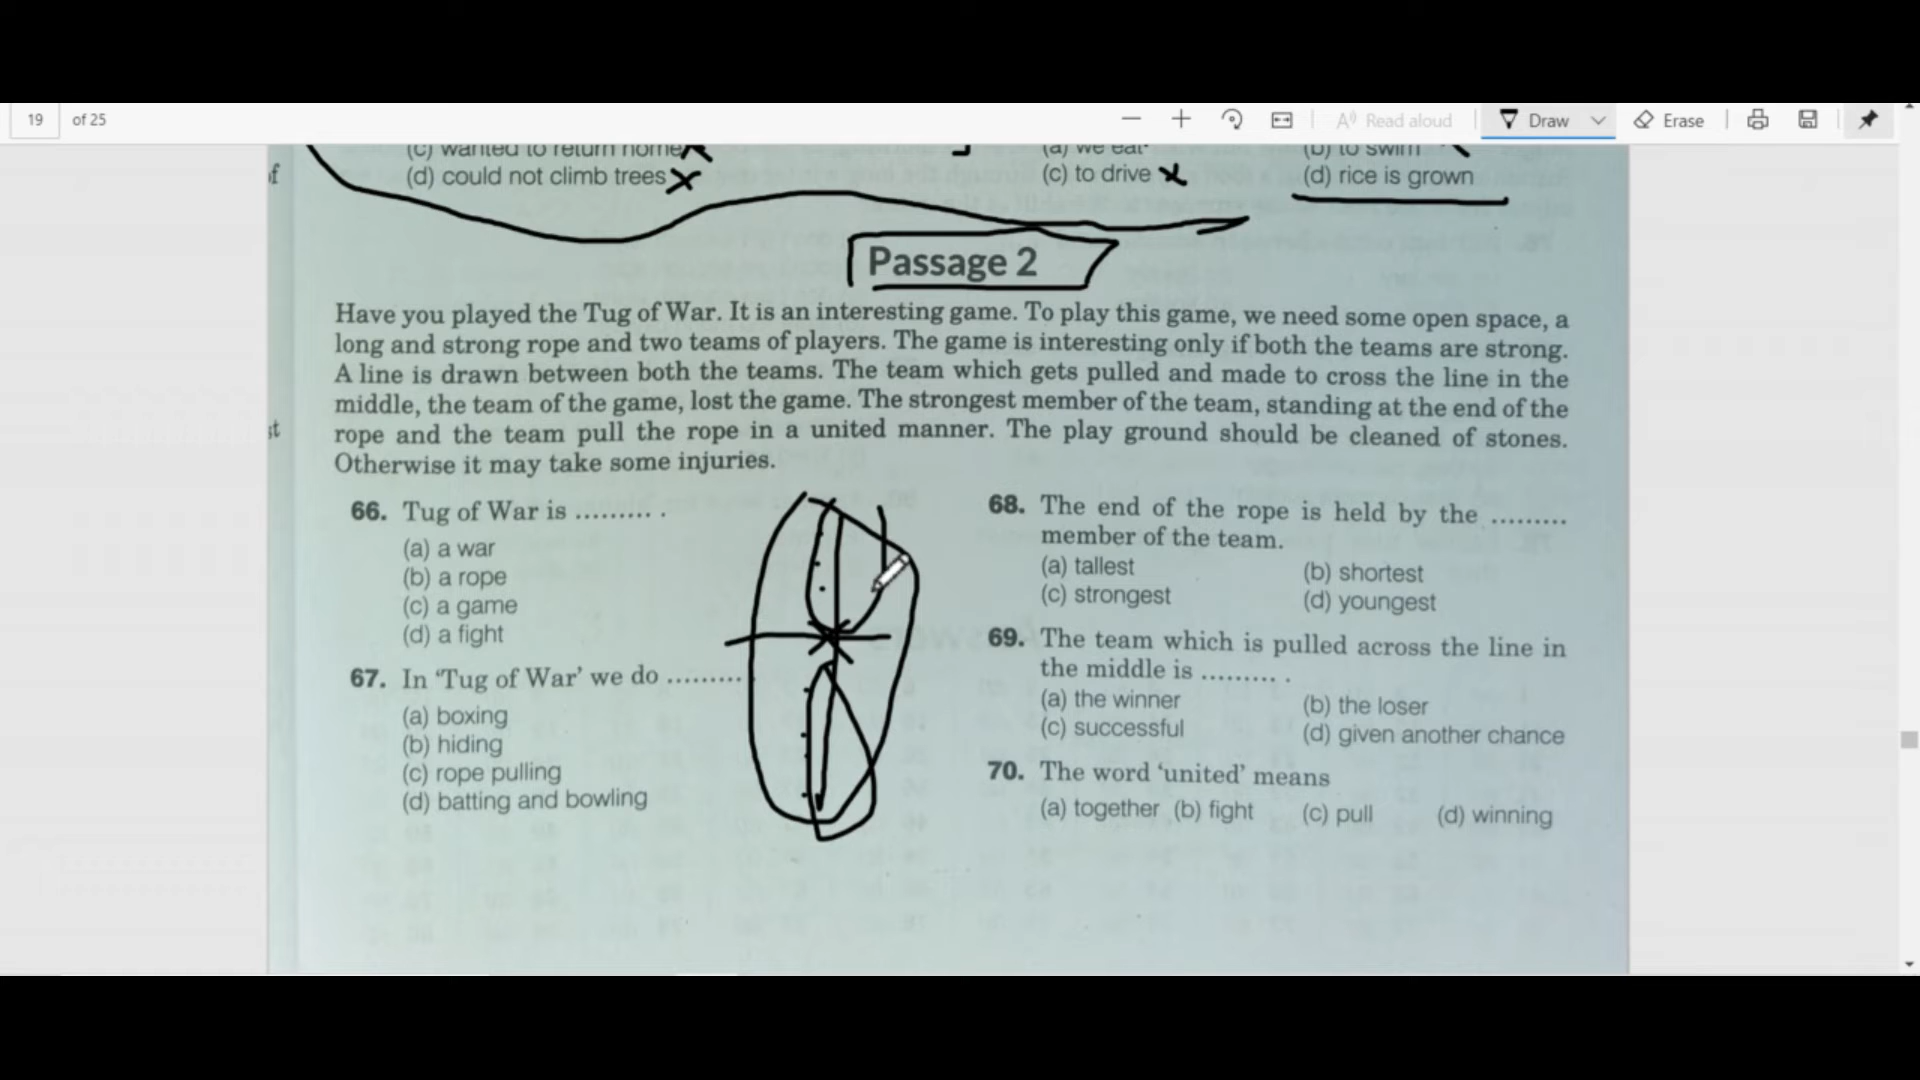 19 of 25 Read aloud Draw Erase
(c) wanted to return home
(a) we eat (b) to swim
of (d) could not climb trees
(c) to drive (d) rice is grown
Passage 2
Have you played the Tug of War. It is an interesting game. To play this game, we need some open space, a
long and strong rope and two teams of players. The game is interesting only if both the teams are strong.
A line is drawn between both the teams. The team which gets pulled and made to cross the line in the
middle, the team of the game, lost the game. The strongest member of the team, standing at the end of the
st
rope and the team pull the rope in a united manner. The play ground should be cleaned of stones.
Otherwise it may take some injuries.
66. Tug of War is .......... .
(a) a war
(b) a rope
(c) a game
(d) a fight
67. In ‘Tug of War’ we do .........
(a) boxing
(b) hiding
(c) rope pulling
(d) batting and bowling
68. The end of the rope is held by the .........
member of the team.
(a) tallest (b) shortest
(c) strongest (d) youngest
69. The team which is pulled across the line in
the middle is ......... .
(a) the winner (b) the loser
(c) successful (d) given another chance
70. The word ‘united’ means
(a) together (b) fight (c) pull (d) winning